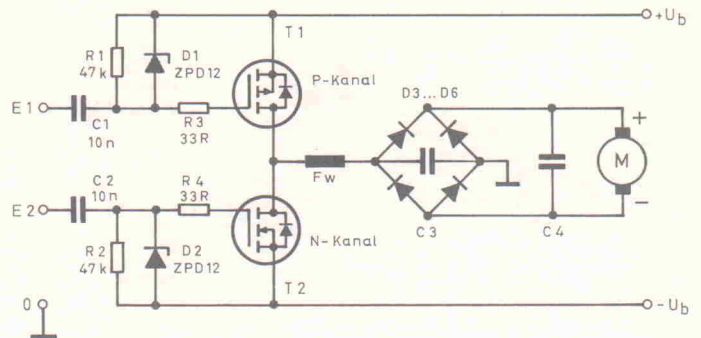 +Ub
T1
R1
47k
D1
ZPD12
P-Kanal
D3...D6
E1
C1
10n
R3
33R
+
M
Fw
C2
10n
R4
33R
E2
−
R2
47k
D2
ZPD12
N-Kanal
C3
C4
T2
0
−Ub